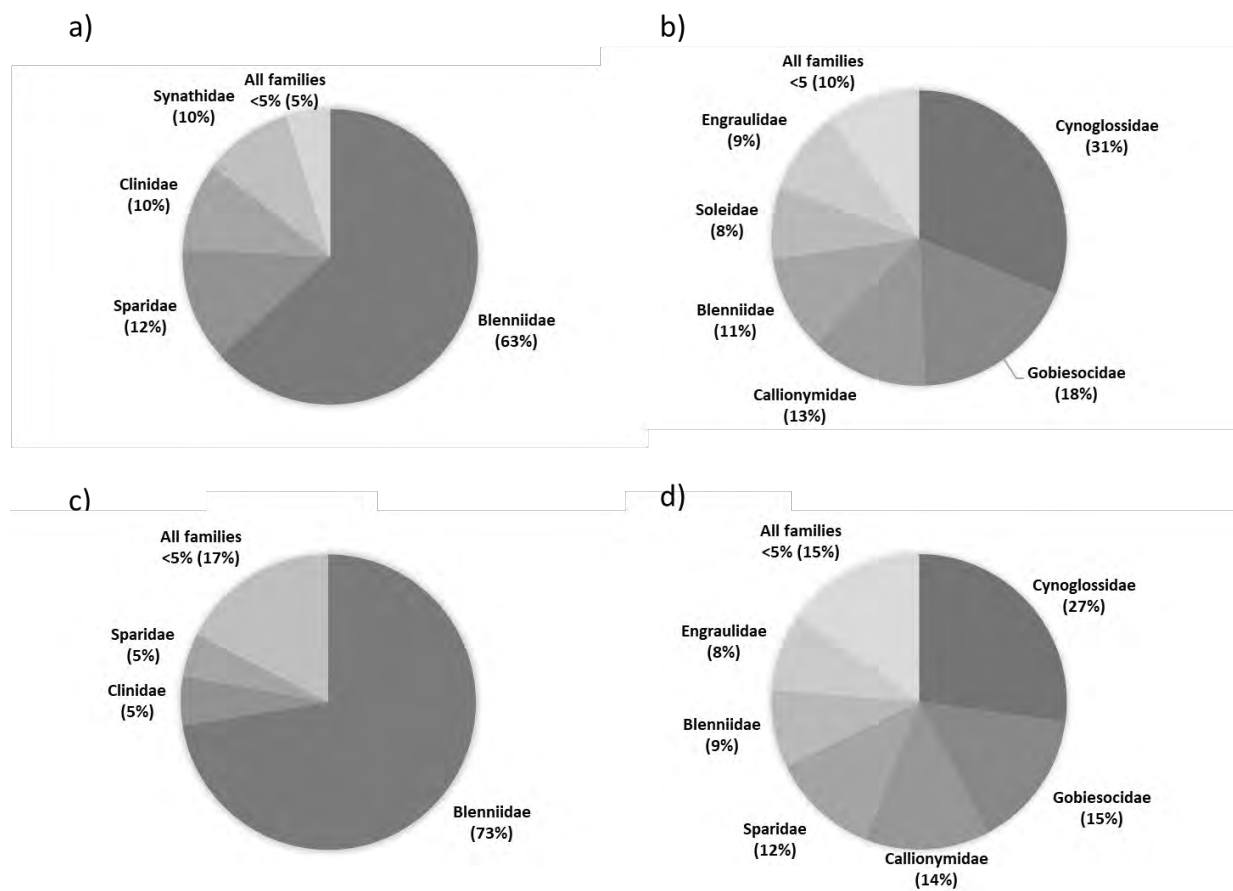 a)
All families
<5% (5%)
Synathidae
(10%)
Clinidae
(10%)
Sparidae
(12%)
Blenniidae
(63%)
b)
All families
<5 (10%)
Engraulidae
(9%)
Cynoglossidae
(31%)
Soleidae
(8%)
Blenniidae
(11%)
Callionymidae
(13%)
Gobiesocidae
(18%)
c)
All families
<5% (17%)
Sparidae
(5%)
Clinidae
(5%)
Blenniidae
(73%)
d)
All families
<5% (15%)
Cynoglossidae
(27%)
Engraulidae
(8%)
Blenniidae
(9%)
Sparidae
(12%)
Callionymidae
(14%)
Gobiesocidae
(15%)